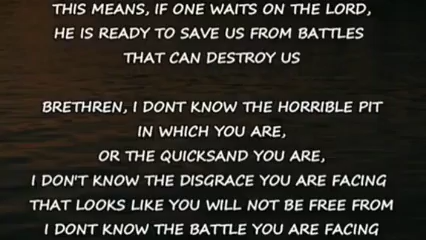 THIS MEANS, IF ONE WAITS ON THE LORD,
HE IS READY TO SAVE US FROM BATTLES
THAT CAN DESTROY US
BRETHREN, I DONT KNOW THE HORRIBLE PIT
IN WHICH YOU ARE,
OR THE QUICKSAND YOU ARE,
I DON'T KNOW THE DISGRACE YOU ARE FACING
THAT LOOKS LIKE YOU WILL NOT BE FREE FROM
I DONT KNOW THE BATTLE YOU ARE FACING